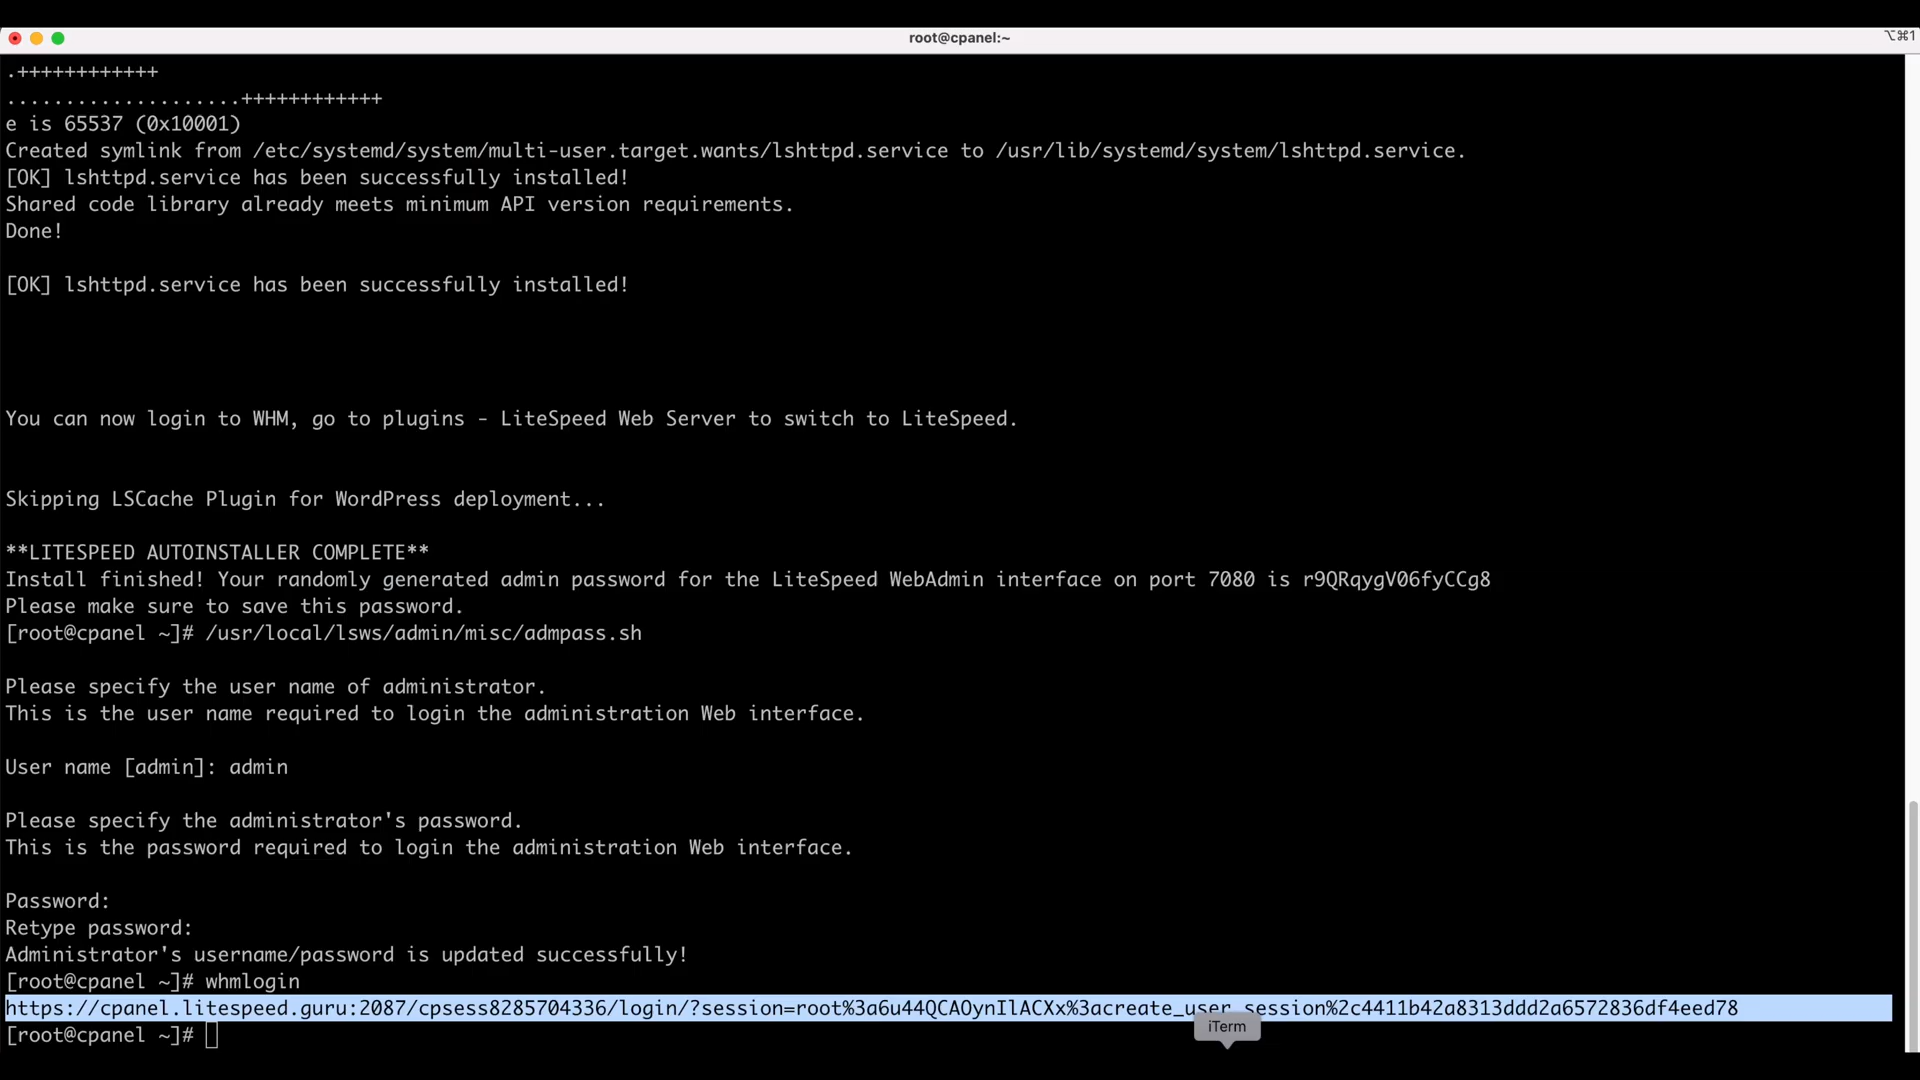 root@cpanel:~
⌥⌘1
.++++++++++++
....................++++++++++++
e is 65537 (0x10001)
Created symlink from /etc/systemd/system/multi-user.target.wants/lshttpd.service to /usr/lib/systemd/system/lshttpd.service.
[OK] lshttpd.service has been successfully installed!
Shared code library already meets minimum API version requirements.
Done!
[OK] lshttpd.service has been successfully installed!
You can now login to WHM, go to plugins - LiteSpeed Web Server to switch to LiteSpeed.
Skipping LSCache Plugin for WordPress deployment...
**LITESPEED AUTOINSTALLER COMPLETE**
Install finished! Your randomly generated admin password for the LiteSpeed WebAdmin interface on port 7080 is r9QRqygV06fyCCg8
Please make sure to save this password.
[root@cpanel ~]# /usr/local/lsws/admin/misc/admpass.sh
Please specify the user name of administrator.
This is the user name required to login the administration Web interface.
User name [admin]: admin
Please specify the administrator's password.
This is the password required to login the administration Web interface.
Password:
Retype password:
Administrator's username/password is updated successfully!
[root@cpanel ~]# whmlogin
https://cpanel.litespeed.guru:2087/cpsess8285704336/login/?session=root%3a6u44QCAOynIlACXx%3acreate_user_session%2c4411b42a8313ddd2a6572836df4eed78
[root@cpanel ~]#
iTerm